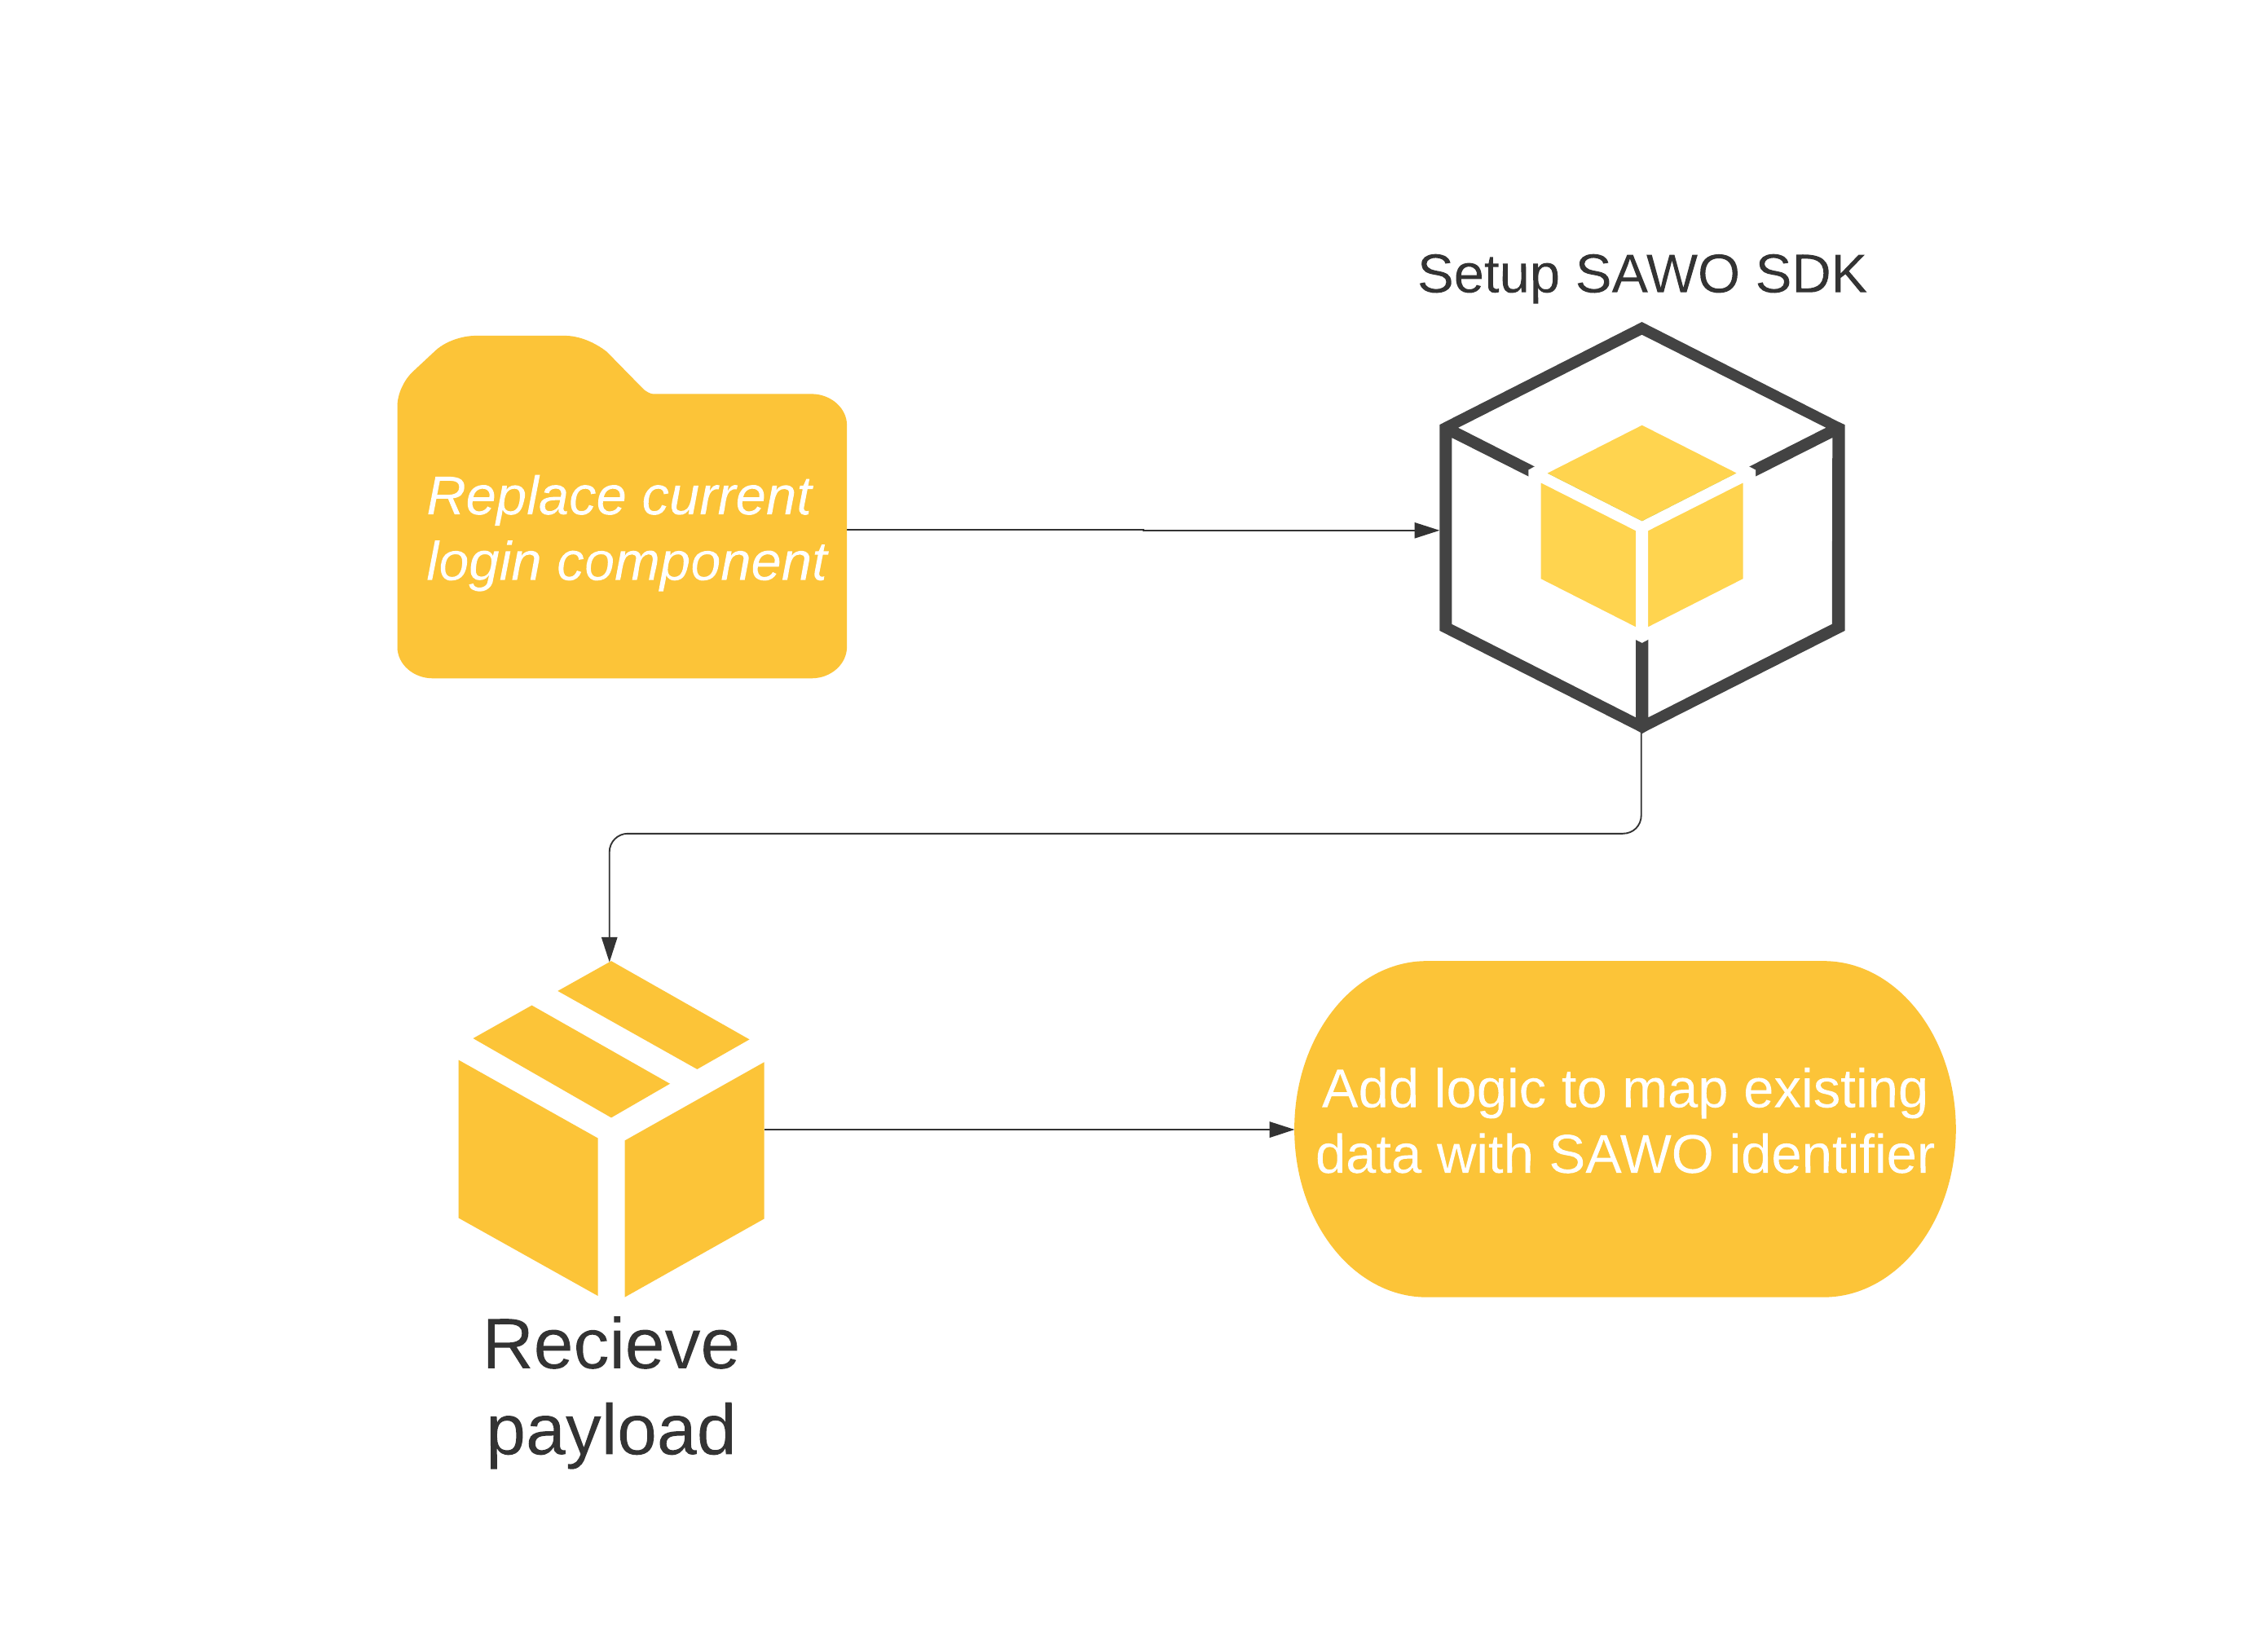 Setup SAWO SDK
Replace current
login component
Add logic to map existing
data with SAWO identifier
Recieve
payload